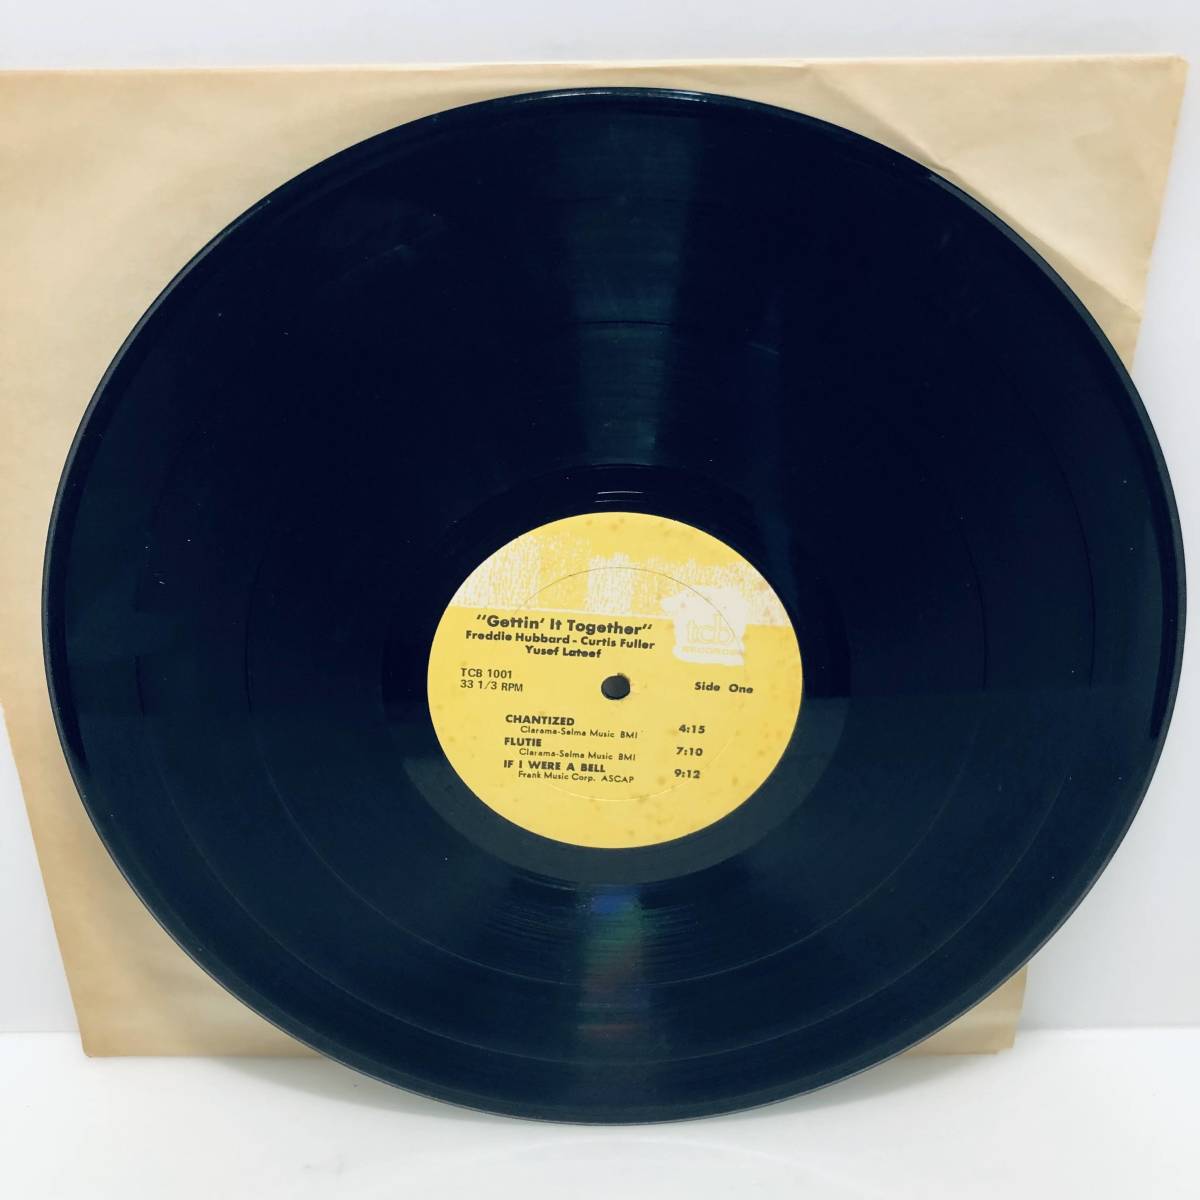 "Gettin' It Together"
Freddie Hubbard - Curtis Fuller
Yusef Lateef
tcb
RECORDS
TCB 1001
33 1/3 RPM
Side One
CHANTIZED 4:15
Clarama-Selma Music BMI
FLUTIE 7:10
Clarama-Selma Music BMI
IF I WERE A BELL 9:12
Frank Music Corp. ASCAP